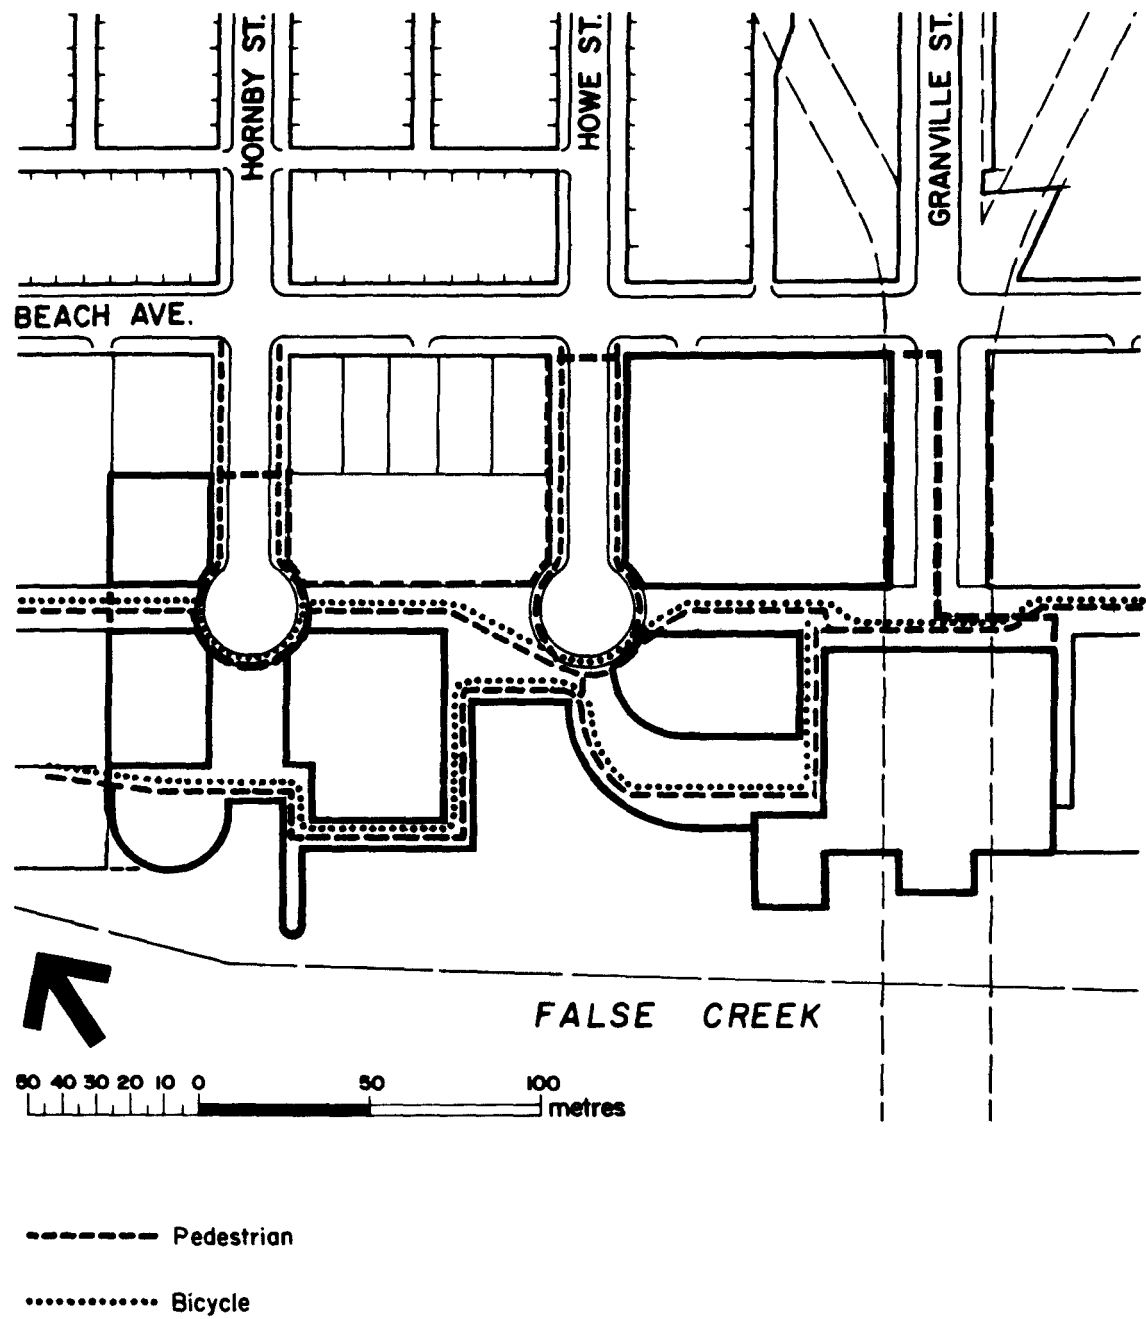 HORNBY ST.
HOWE ST.
GRANVILLE ST.
BEACH AVE.
FALSE CREEK
50 40 30 20 10 0 50 100
metres
Pedestrian
Bicycle